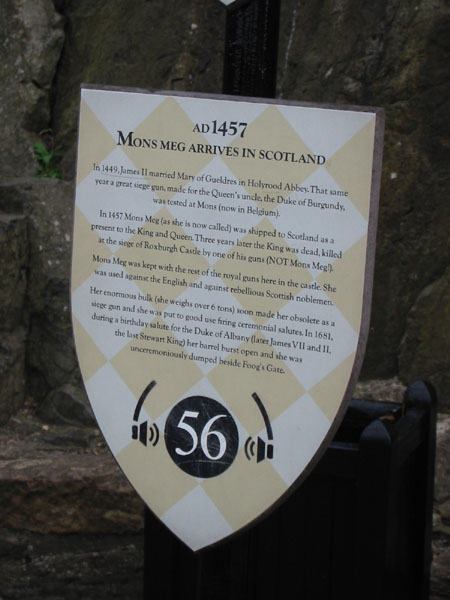 AD 1457
MONS MEG ARRIVES IN SCOTLAND
In 1449, James II married Mary of Gueldres in Holyrood Abbey. That same
year a great siege gun, made for the Queen's uncle, the Duke of Burgundy,
was tested at Mons (now in Belgium).
In 1457 Mons Meg (as she is now called) was shipped to Scotland as a
present to the King and Queen. Three years later the King was dead, killed
at the siege of Roxburgh Castle by one of his guns (NOT Mons Meg!).
Mons Meg was kept with the rest of the royal guns here in the castle. She
was used against the English and against rebellious Scottish noblemen.
Her enormous bulk (she weighs over 6 tons) soon made her obsolete as a
siege gun and she was put to good use firing ceremonial salutes. In 1681,
during a birthday salute for the Duke of Albany (later James VII and II,
the last Stewart King) her barrel burst open and she was
unceremoniously dumped beside Foog's Gate.
56